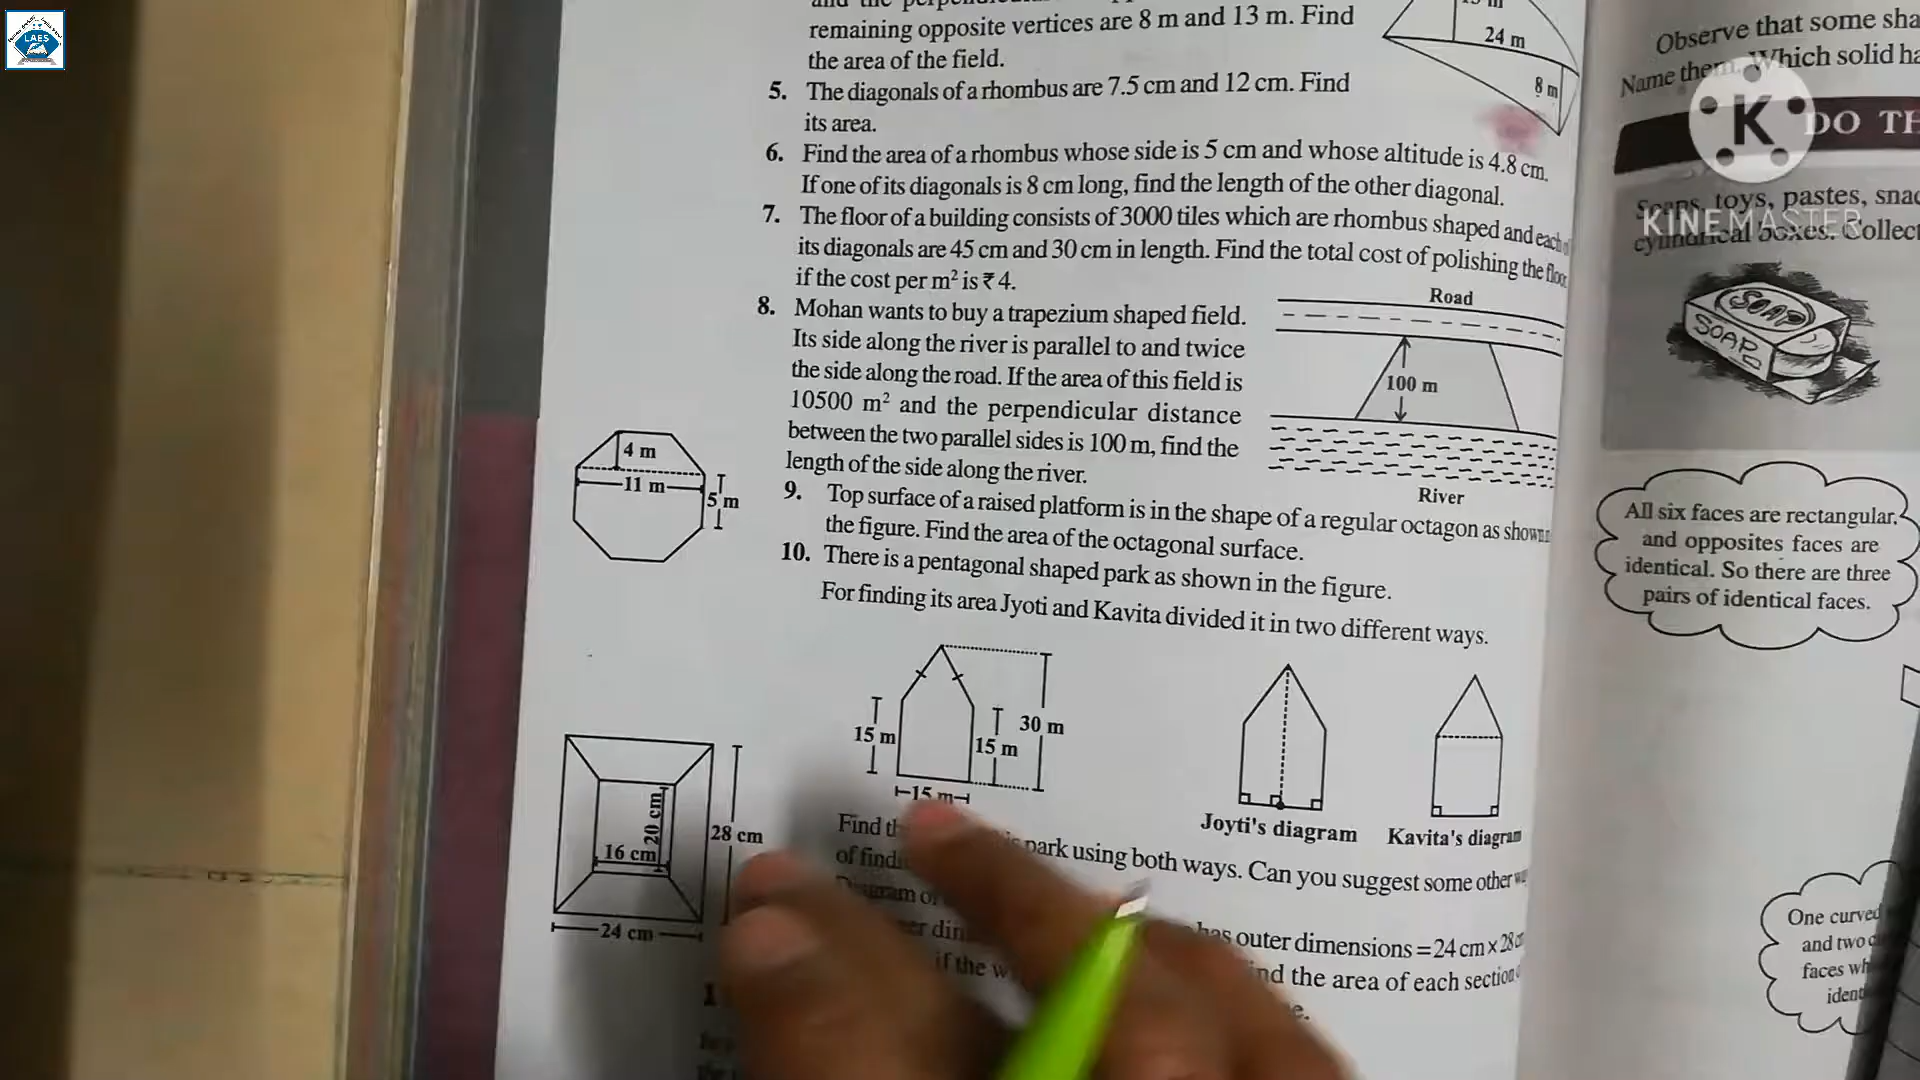 LAES
remaining opposite vertices are 8 m and 13 m. Find
the area of the field.
24 m
8 m
5. The diagonals of a rhombus are 7.5 cm and 12 cm. Find
its area.
6. Find the area of a rhombus whose side is 5 cm and whose altitude is 4.8 cm.
If one of its diagonals is 8 cm long, find the length of the other diagonal.
7. The floor of a building consists of 3000 tiles which are rhombus shaped and each
its diagonals are 45 cm and 30 cm in length. Find the total cost of polishing the floor
if the cost per m² is ₹ 4.
8. Mohan wants to buy a trapezium shaped field.
Its side along the river is parallel to and twice
the side along the road. If the area of this field is
10500 m² and the perpendicular distance
between the two parallel sides is 100 m, find the
length of the side along the river.
Road
100 m
River
4 m
11 m
5 m
9. Top surface of a raised platform is in the shape of a regular octagon as shown
the figure. Find the area of the octagonal surface.
10. There is a pentagonal shaped park as shown in the figure.
For finding its area Jyoti and Kavita divided it in two different ways.
15 m
15 m
30 m
15 m
Joyti's diagram
Kavita's diagram
Find park using both ways. Can you suggest some other
of
has outer dimensions = 24 cm × 28
if the
the area of each section
20 cm
16 cm
28 cm
24 cm
Observe that some sha
Name them. Which solid ha
K
DO TH
Soaps, toys, pastes, snac
KINEMASTER
cylindrical boxes. Collect
SOAP
SOAP
All six faces are rectangular,
and opposites faces are
identical. So there are three
pairs of identical faces.
One curved
and two
faces
ident